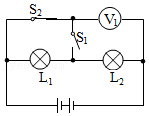 S₂ V₁
S₁
L₁ L₂